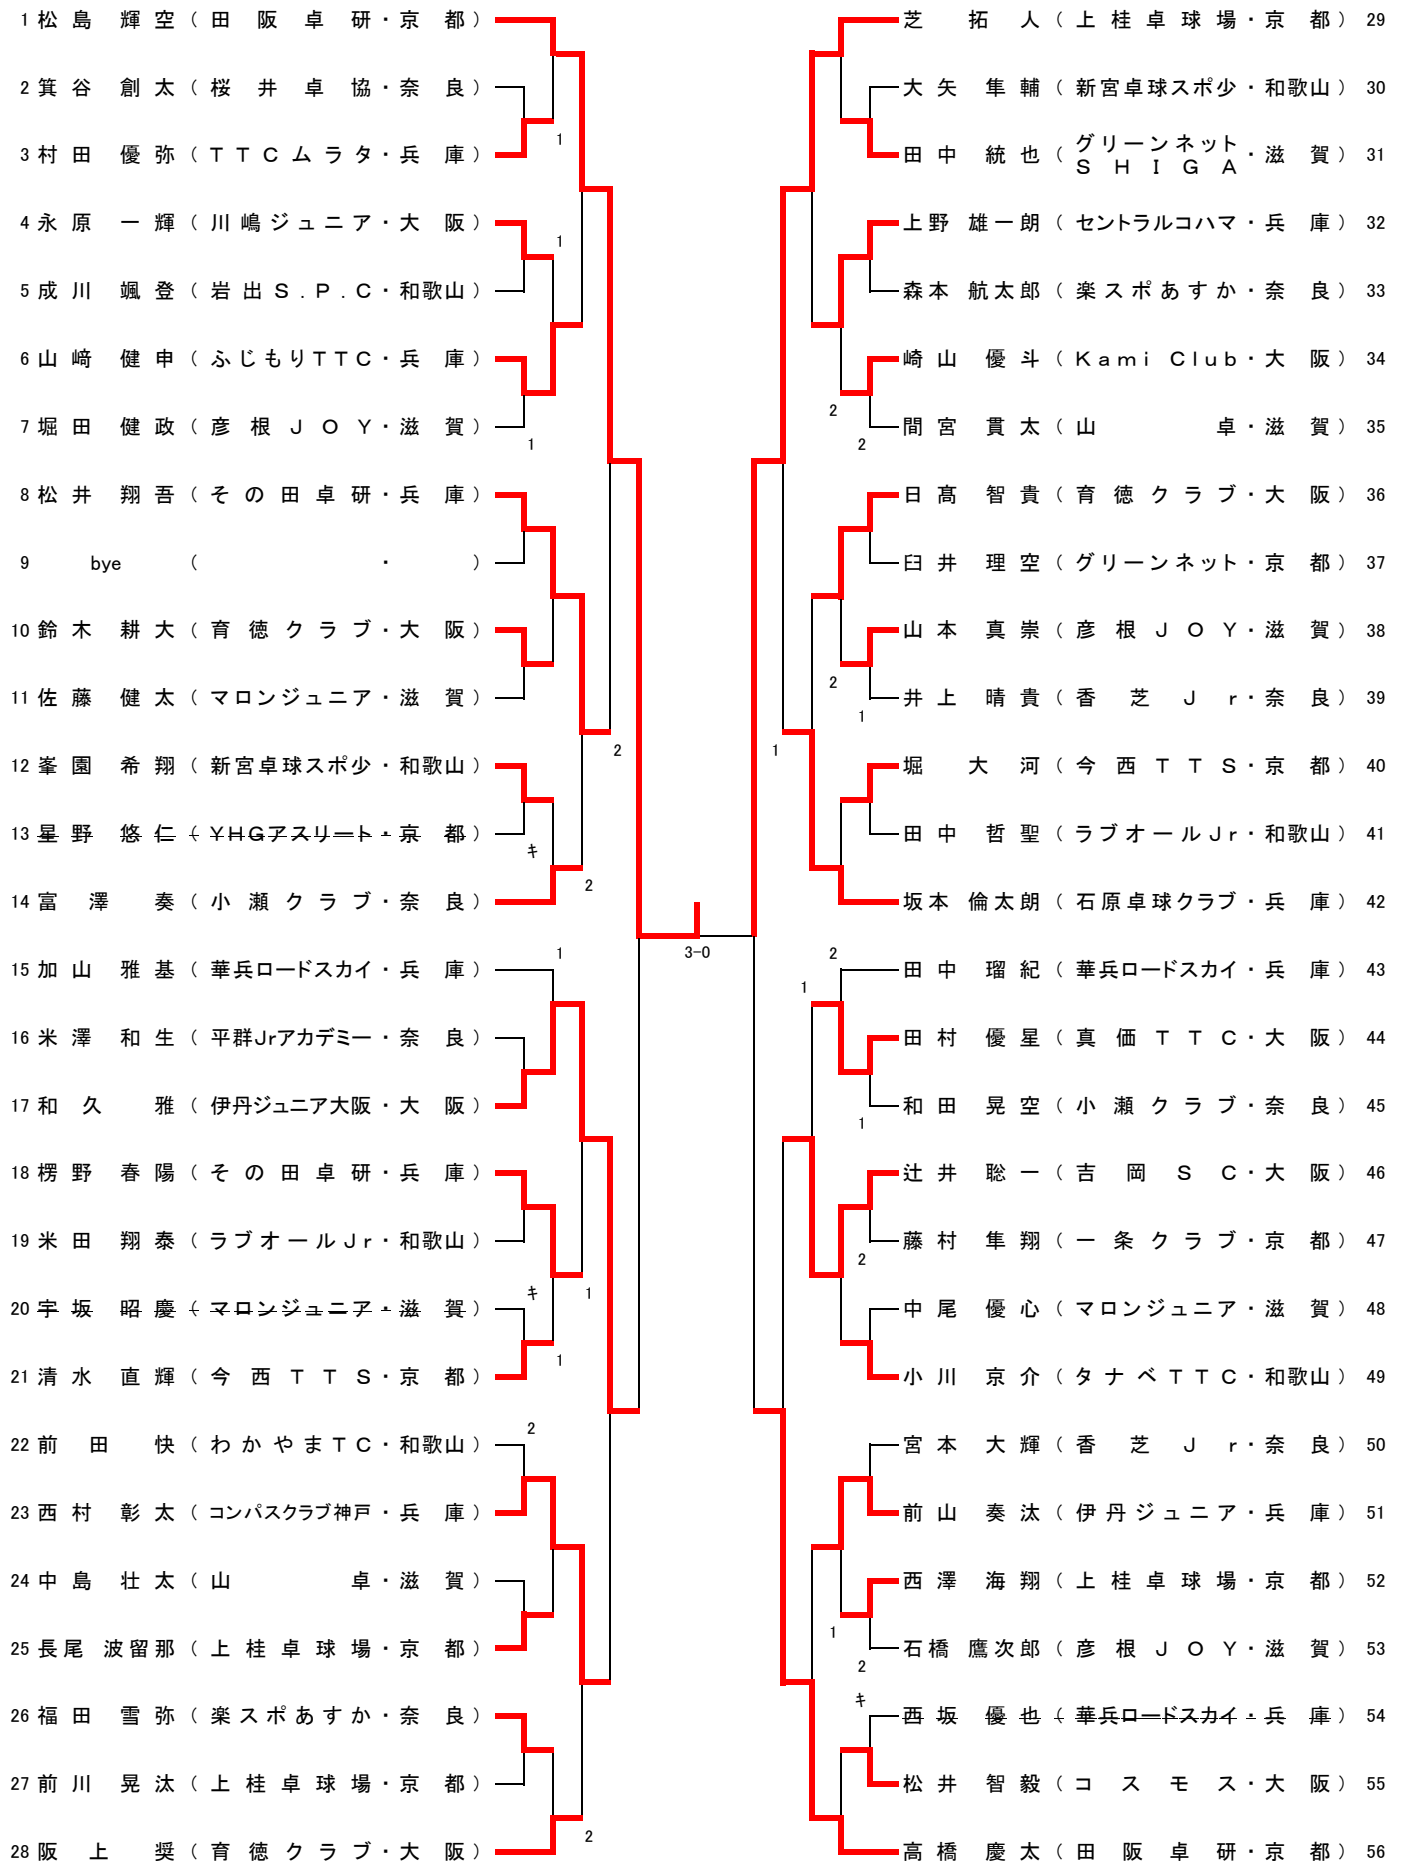 1 松島 輝空 ( 田阪卓研・京都 )
2 箕谷 創太 ( 桜井卓協・奈良 )
1
3 村田 優弥 ( TTCムラタ・兵庫 )
4 永原 一輝 ( 川嶋ジュニア・大阪 )
1
5 成川 颯登 ( 岩出S.P.C・和歌山 )
6 山﨑 健申 ( ふじもりTTC・兵庫 )
7 堀田 健政 ( 彦根JOY・滋賀 )
1
8 松井 翔吾 ( その田卓研・兵庫 )
9 bye ( ・ )
10 鈴木 耕大 ( 育徳クラブ・大阪 )
11 佐藤 健太 ( マロンジュニア・滋賀 )
2
12 峯園 希翔 ( 新宮卓球スポ少・和歌山 )
13 星野 悠仁 ( YHGアスリート・京都 )
キ
2
14 富澤 奏 ( 小瀬クラブ・奈良 )
3-0
1
15 加山 雅基 ( 華兵ロードスカイ・兵庫 )
16 米澤 和生 ( 平群Jrアカデミー・奈良 )
17 和久 雅 ( 伊丹ジュニア大阪・大阪 )
18 楞野 春陽 ( その田卓研・兵庫 )
19 米田 翔泰 ( ラブオールJr・和歌山 )
キ
1
20 宇坂 昭慶 ( マロンジュニア・滋賀 )
1
21 清水 直輝 ( 今西TTS・京都 )
2
22 前田 快 ( わかやまTC・和歌山 )
23 西村 彰太 ( コンパスクラブ神戸・兵庫 )
24 中島 壮太 ( 山卓・滋賀 )
25 長尾 波留那 ( 上桂卓球場・京都 )
26 福田 雪弥 ( 楽スポあすか・奈良 )
27 前川 晃汰 ( 上桂卓球場・京都 )
2
28 阪上 奨 ( 育徳クラブ・大阪 )
芝 拓人 ( 上桂卓球場・京都 ) 29
大矢 隼輔 ( 新宮卓球スポ少・和歌山 ) 30
田中 統也 ( グリーンネット
SHIGA・滋賀 ) 31
上野 雄一朗 ( セントラルコハマ・兵庫 ) 32
森本 航太郎 ( 楽スポあすか・奈良 ) 33
崎山 優斗 ( Kami Club・大阪 ) 34
2
間宮 貫太 ( 山卓・滋賀 ) 35
2
日髙 智貴 ( 育徳クラブ・大阪 ) 36
臼井 理空 ( グリーンネット・京都 ) 37
山本 真崇 ( 彦根JOY・滋賀 ) 38
2
井上 晴貴 ( 香芝Jr・奈良 ) 39
1
1
堀 大河 ( 今西TTS・京都 ) 40
田中 哲聖 ( ラブオールJr・和歌山 ) 41
坂本 倫太朗 ( 石原卓球クラブ・兵庫 ) 42
2
田中 瑠紀 ( 華兵ロードスカイ・兵庫 ) 43
1
田村 優星 ( 真価TTC・大阪 ) 44
和田 晃空 ( 小瀬クラブ・奈良 ) 45
1
辻井 聡一 ( 吉岡SC・大阪 ) 46
藤村 隼翔 ( 一条クラブ・京都 ) 47
2
中尾 優心 ( マロンジュニア・滋賀 ) 48
小川 京介 ( タナベTTC・和歌山 ) 49
宮本 大輝 ( 香芝Jr・奈良 ) 50
前山 奏汰 ( 伊丹ジュニア・兵庫 ) 51
西澤 海翔 ( 上桂卓球場・京都 ) 52
1
石橋 鷹次郎 ( 彦根JOY・滋賀 ) 53
2
キ
西坂 優也 ( 華兵ロードスカイ・兵庫 ) 54
松井 智毅 ( コスモス・大阪 ) 55
高橋 慶太 ( 田阪卓研・京都 ) 56